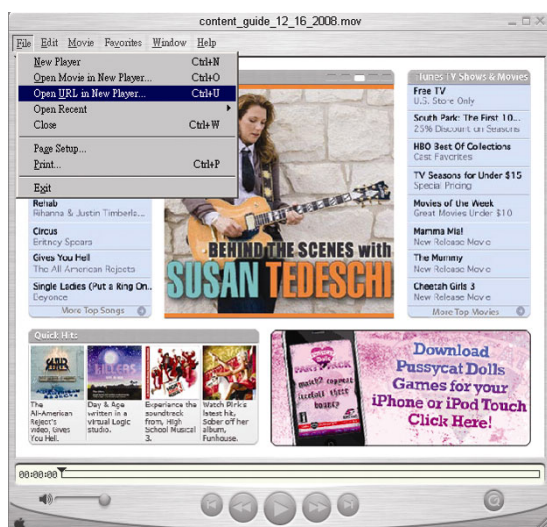 content_guide_12_16_2008.mov
File Edit Movie Favorites Window Help
New Player Ctrl+N
Open Movie in New Player... Ctrl+O
Open URL in New Player... Ctrl+U
Open Recent
Close Ctrl+W
Page Setup...
Print... Ctrl+P
Exit
Rehab
Rihanna & Justin Timberla...
Circus
Britney Spears
Gives You Hell
The All American Rejects
Single Ladies (Put a Ring On..
Beyonce
More Top Songs
BEHIND THE SCENES with
SUSAN TEDESCHI
iTunes TV Shows & Movies
Free TV
U.S. Store Only
South Park: The First 10...
25% Discount on Seasons
HBO Best Of Collections
Cast Favorites
TV Seasons for Under $15
Special Pricing
Movies of the Week
Great Movies Under $10
Mamma Mia!
New Release Movie
The Mummy
New Release Movie
Cheetah Girls 3
New Release Movie
More Top Movies
Quick Hits
The
All-American
Reject's
video, Gives
You Hell.
KILLERS
Day & Age
written in a
virtual Logic
studio.
Experience the
soundtrack
from, High
School Musical
3.
Watch P!nk's
latest hit,
Sober off her
album,
Funhouse.
PARTY PACK
Download
Pussycat Dolls
Games for your
iPhone or iPod Touch
Click Here!
00:00:00